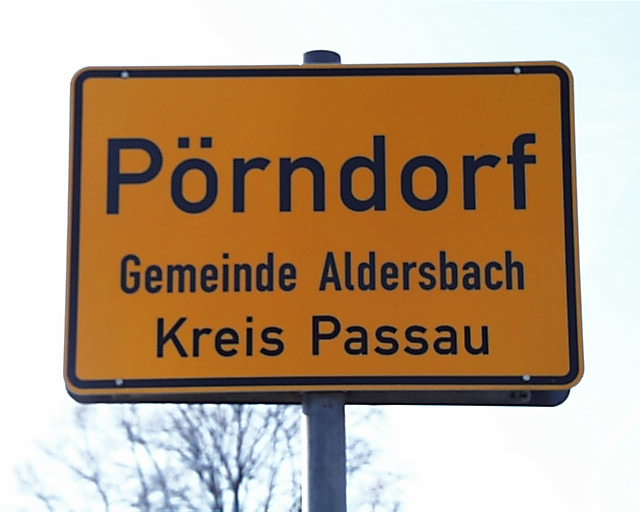 Pörndorf
Gemeinde Aldersbach
Kreis Passau